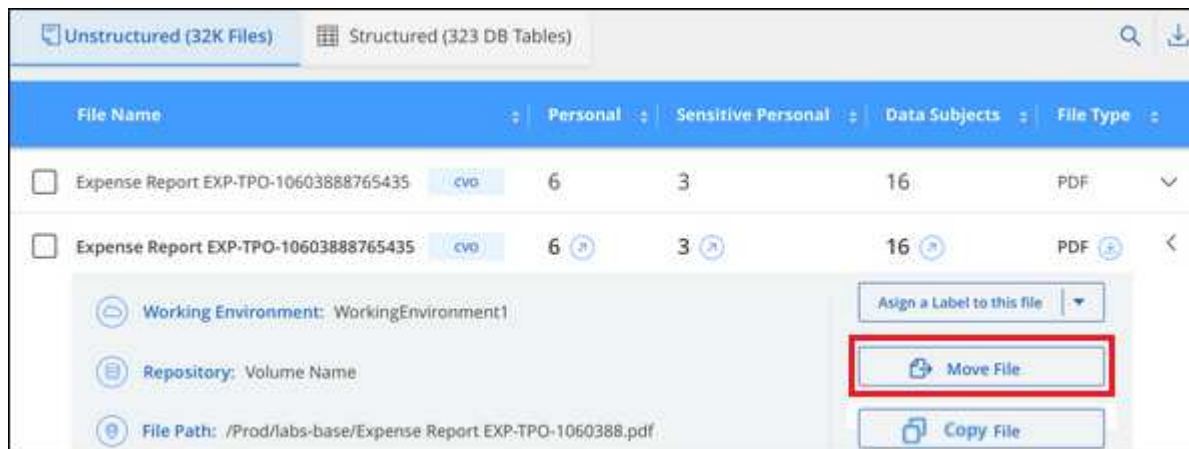 Unstructured (32K Files) Structured (323 DB Tables)
File Name Personal Sensitive Personal Data Subjects File Type
Expense Report EXP-TPO-10603888765435 CVO 6 3 16 PDF
Expense Report EXP-TPO-10603888765435 CVO 6 3 16 PDF
Working Environment: WorkingEnvironment1 Asign a Label to this file
Repository: Volume Name Move File
File Path: /Prod/labs-base/Expense Report EXP-TPO-1060388.pdf Copy File